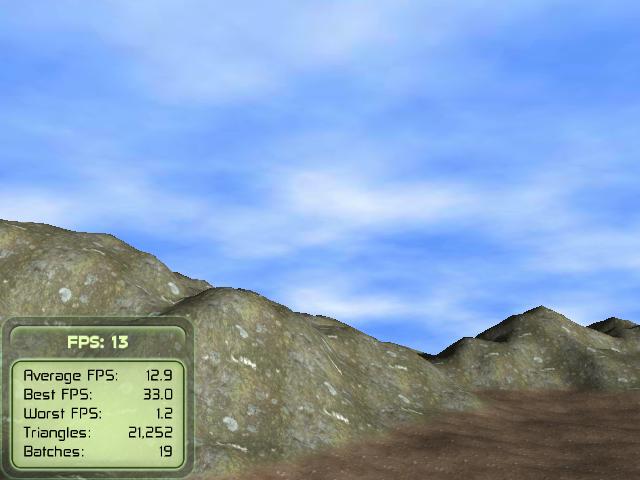 FPS: 13
Average FPS: 12.9
Best FPS: 33.0
Worst FPS: 1.2
Triangles: 21,252
Batches: 19